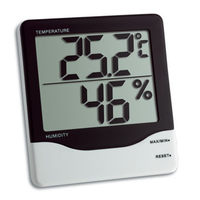 TEMPERATURE
25.2°C
46%
HUMIDITY
MAX/MIN▸
RESET▸